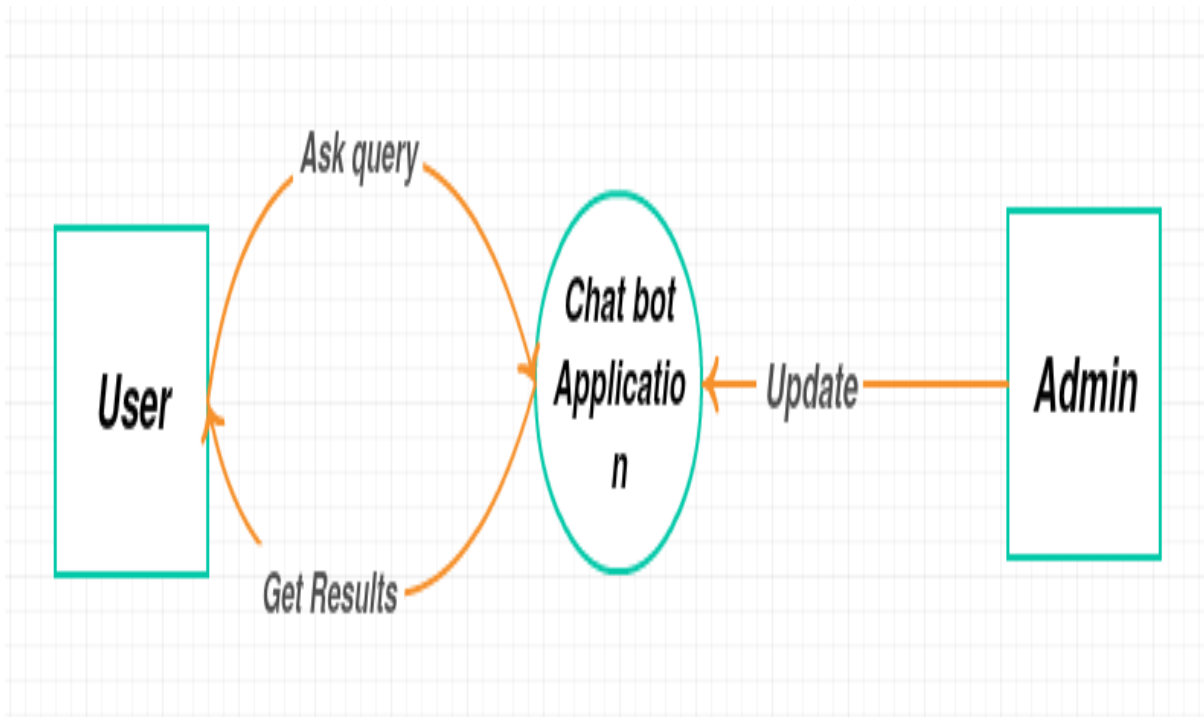 Ask query
User
Chat bot
Applicatio
n
Update
Admin
Get Results